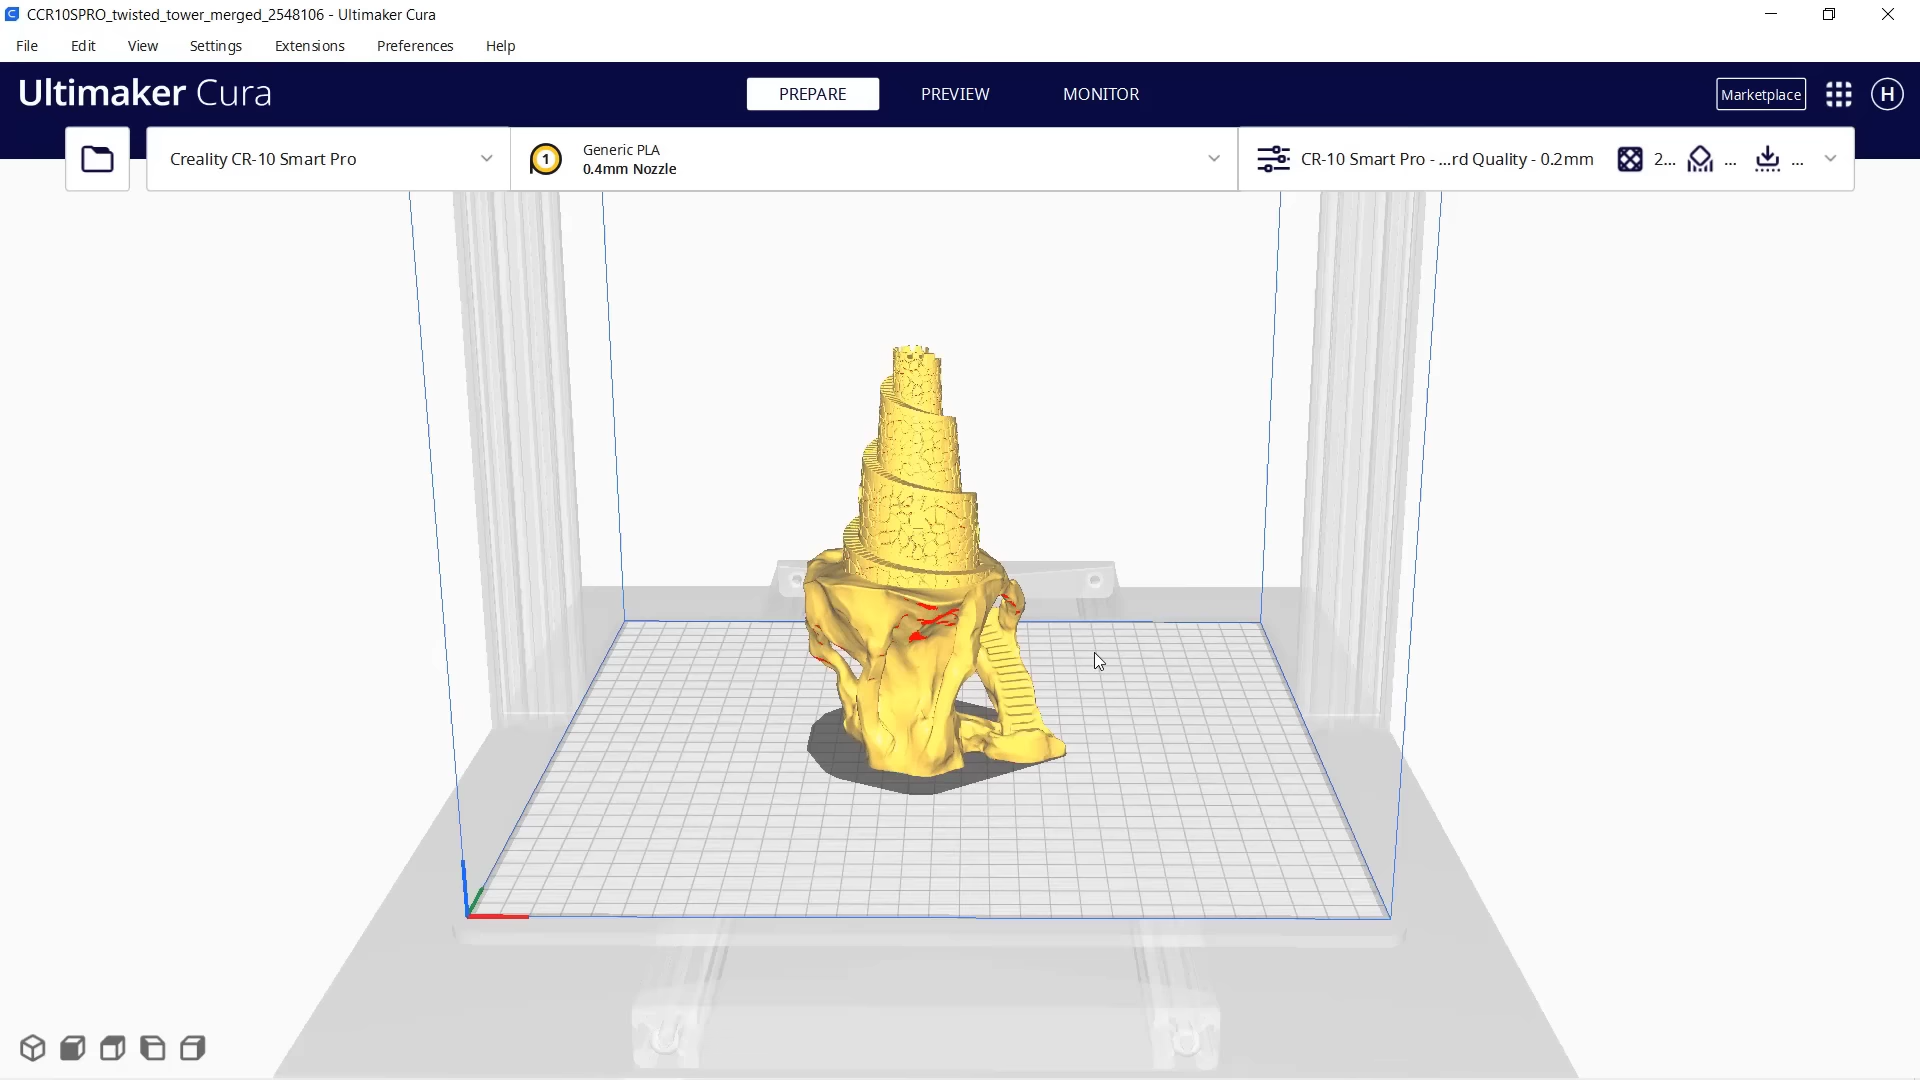 CCR10SPRO_twisted_tower_merged_2548106 - Ultimaker Cura
File Edit View Settings Extensions Preferences Help
Ultimaker Cura
PREPARE PREVIEW MONITOR
Marketplace H
Creality CR-10 Smart Pro
1
Generic PLA
0.4mm Nozzle
CR-10 Smart Pro - ...rd Quality - 0.2mm 2... ... ...